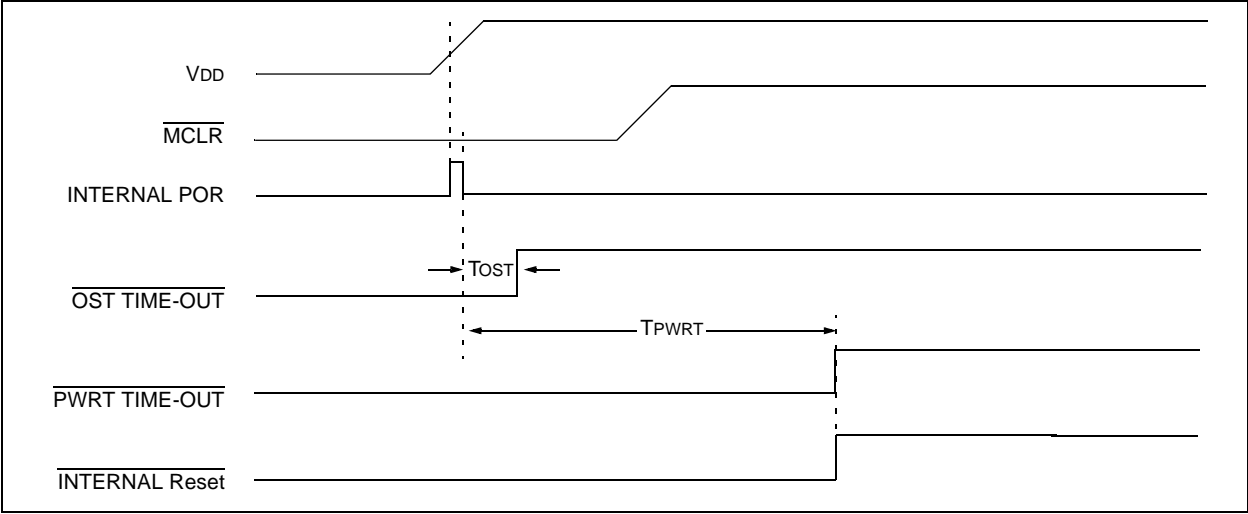 VDD
MCLR
INTERNAL POR
TOST
OST TIME-OUT
TPWRT
PWRT TIME-OUT
INTERNAL Reset